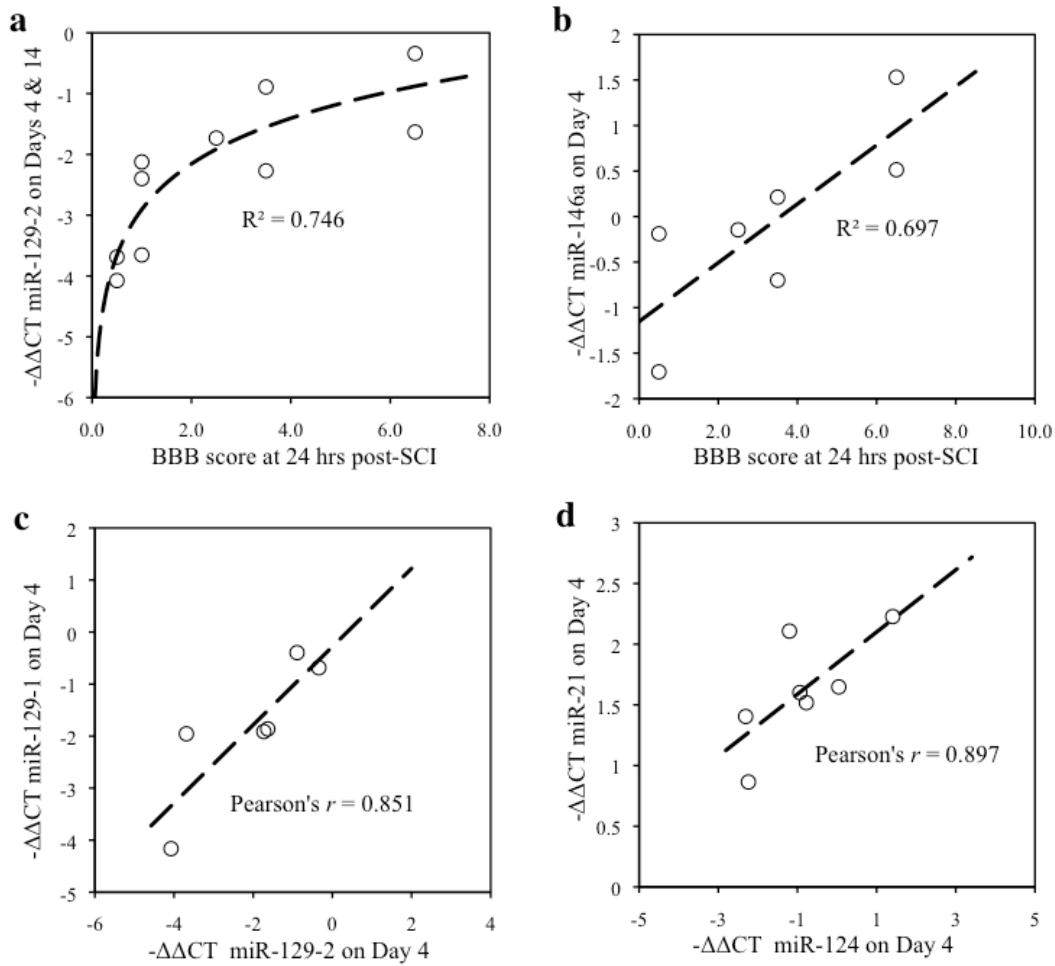 a
-ΔΔCT miR-129-2 on Days 4 & 14
0
-1
-2
-3
-4
-5
-6
R² = 0.746
0.0 2.0 4.0 6.0 8.0
BBB score at 24 hrs post-SCI
b
-ΔΔCT miR-146a on Day 4
2
1.5
1
0.5
0
-0.5
-1
-1.5
-2
R² = 0.697
0.0 2.0 4.0 6.0 8.0 10.0
BBB score at 24 hrs post-SCI
c
-ΔΔCT miR-129-1 on Day 4
2
1
0
-1
-2
-3
-4
-5
Pearson's r = 0.851
-6 -4 -2 0 2 4
-ΔΔCT miR-129-2 on Day 4
d
-ΔΔCT miR-21 on Day 4
3
2.5
2
1.5
1
0.5
0
Pearson's r = 0.897
-5 -3 -1 1 3 5
-ΔΔCT miR-124 on Day 4